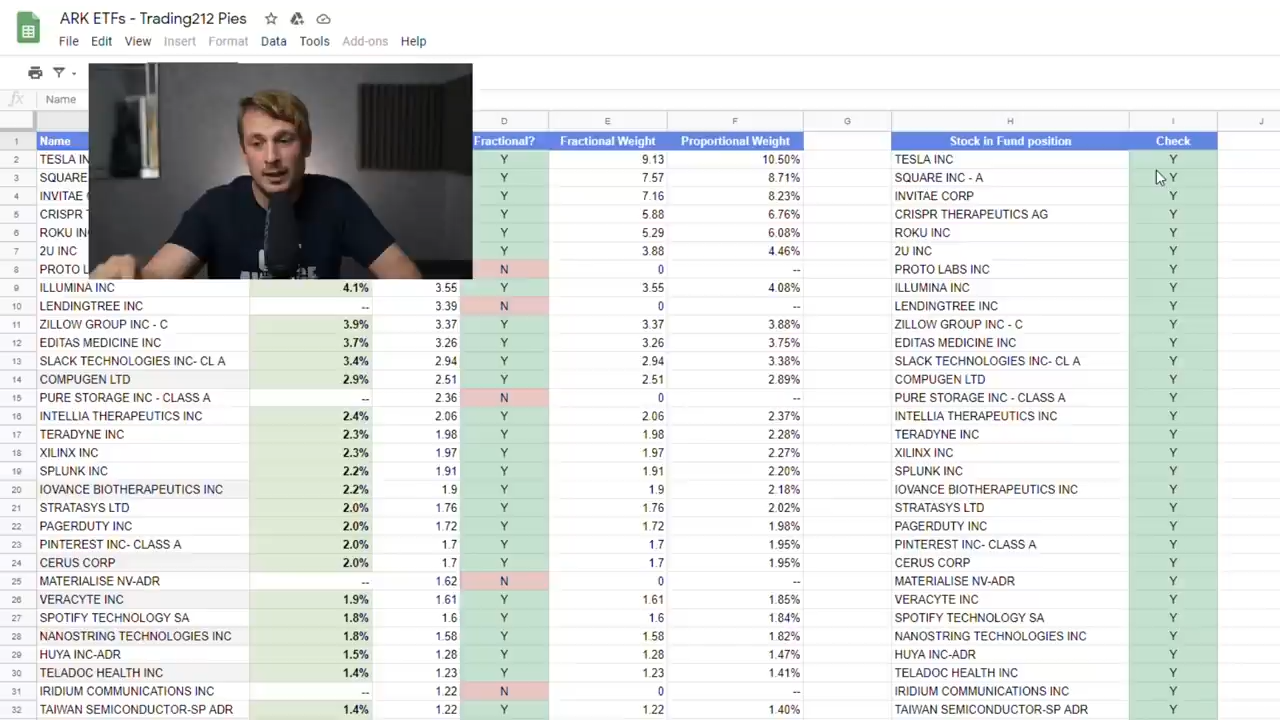 ARK ETFs - Trading212 Pies
File Edit View Insert Format Data Tools Add-ons Help
fx Name
D E F G H I J
1 Name Fractional? Fractional Weight Proportional Weight Stock in Fund position Check
2 TESLA IN Y 9.13 10.50% TESLA INC Y
3 SQUARE Y 7.57 8.71% SQUARE INC - A Y
4 INVITAE Y 7.16 8.23% INVITAE CORP Y
5 CRISPR Y 5.88 6.76% CRISPR THERAPEUTICS AG Y
6 ROKU INC Y 5.29 6.08% ROKU INC Y
7 2U INC Y 3.88 4.46% 2U INC Y
8 PROTO L N 0 -- PROTO LABS INC Y
9 ILLUMINA INC 4.1% 3.55 Y 3.55 4.08% ILLUMINA INC Y
10 LENDINGTREE INC -- 3.39 N 0 -- LENDINGTREE INC Y
11 ZILLOW GROUP INC - C 3.9% 3.37 Y 3.37 3.88% ZILLOW GROUP INC - C Y
12 EDITAS MEDICINE INC 3.7% 3.26 Y 3.26 3.75% EDITAS MEDICINE INC Y
13 SLACK TECHNOLOGIES INC- CL A 3.4% 2.94 Y 2.94 3.38% SLACK TECHNOLOGIES INC- CL A Y
14 COMPUGEN LTD 2.9% 2.51 Y 2.51 2.89% COMPUGEN LTD Y
15 PURE STORAGE INC - CLASS A -- 2.36 N 0 -- PURE STORAGE INC - CLASS A Y
16 INTELLIA THERAPEUTICS INC 2.4% 2.06 Y 2.06 2.37% INTELLIA THERAPEUTICS INC Y
17 TERADYNE INC 2.3% 1.98 Y 1.98 2.28% TERADYNE INC Y
18 XILINX INC 2.3% 1.97 Y 1.97 2.27% XILINX INC Y
19 SPLUNK INC 2.2% 1.91 Y 1.91 2.20% SPLUNK INC Y
20 IOVANCE BIOTHERAPEUTICS INC 2.2% 1.9 Y 1.9 2.18% IOVANCE BIOTHERAPEUTICS INC Y
21 STRATASYS LTD 2.0% 1.76 Y 1.76 2.02% STRATASYS LTD Y
22 PAGERDUTY INC 2.0% 1.72 Y 1.72 1.98% PAGERDUTY INC Y
23 PINTEREST INC- CLASS A 2.0% 1.7 Y 1.7 1.95% PINTEREST INC- CLASS A Y
24 CERUS CORP 2.0% 1.7 Y 1.7 1.95% CERUS CORP Y
25 MATERIALISE NV-ADR -- 1.62 N 0 -- MATERIALISE NV-ADR Y
26 VERACYTE INC 1.9% 1.61 Y 1.61 1.85% VERACYTE INC Y
27 SPOTIFY TECHNOLOGY SA 1.8% 1.6 Y 1.6 1.84% SPOTIFY TECHNOLOGY SA Y
28 NANOSTRING TECHNOLOGIES INC 1.8% 1.58 Y 1.58 1.82% NANOSTRING TECHNOLOGIES INC Y
29 HUYA INC-ADR 1.5% 1.28 Y 1.28 1.47% HUYA INC-ADR Y
30 TELADOC HEALTH INC 1.4% 1.23 Y 1.23 1.41% TELADOC HEALTH INC Y
31 IRIDIUM COMMUNICATIONS INC -- 1.22 N 0 -- IRIDIUM COMMUNICATIONS INC Y
32 TAIWAN SEMICONDUCTOR-SP ADR 1.4% 1.22 Y 1.22 1.40% TAIWAN SEMICONDUCTOR-SP ADR Y